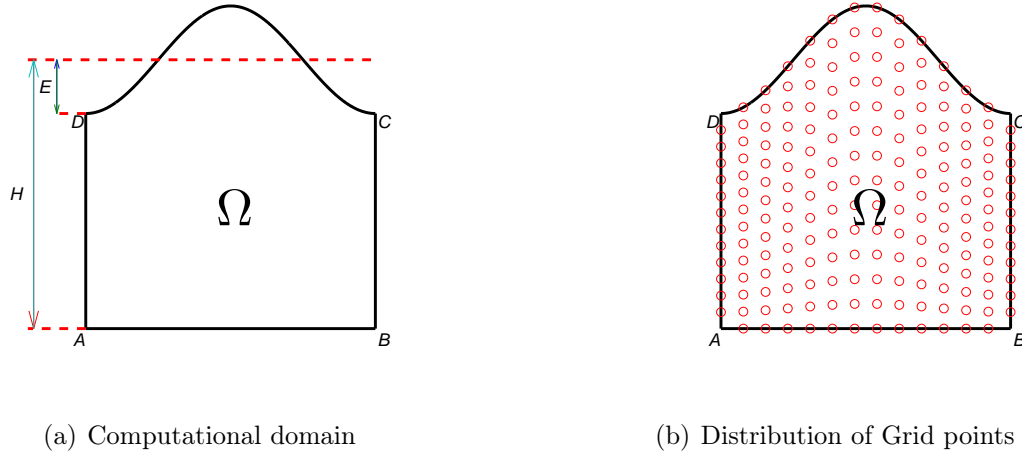 E
D
C
H
Ω
A
B
D
C
Ω
A
B
(a) Computational domain
(b) Distribution of Grid points